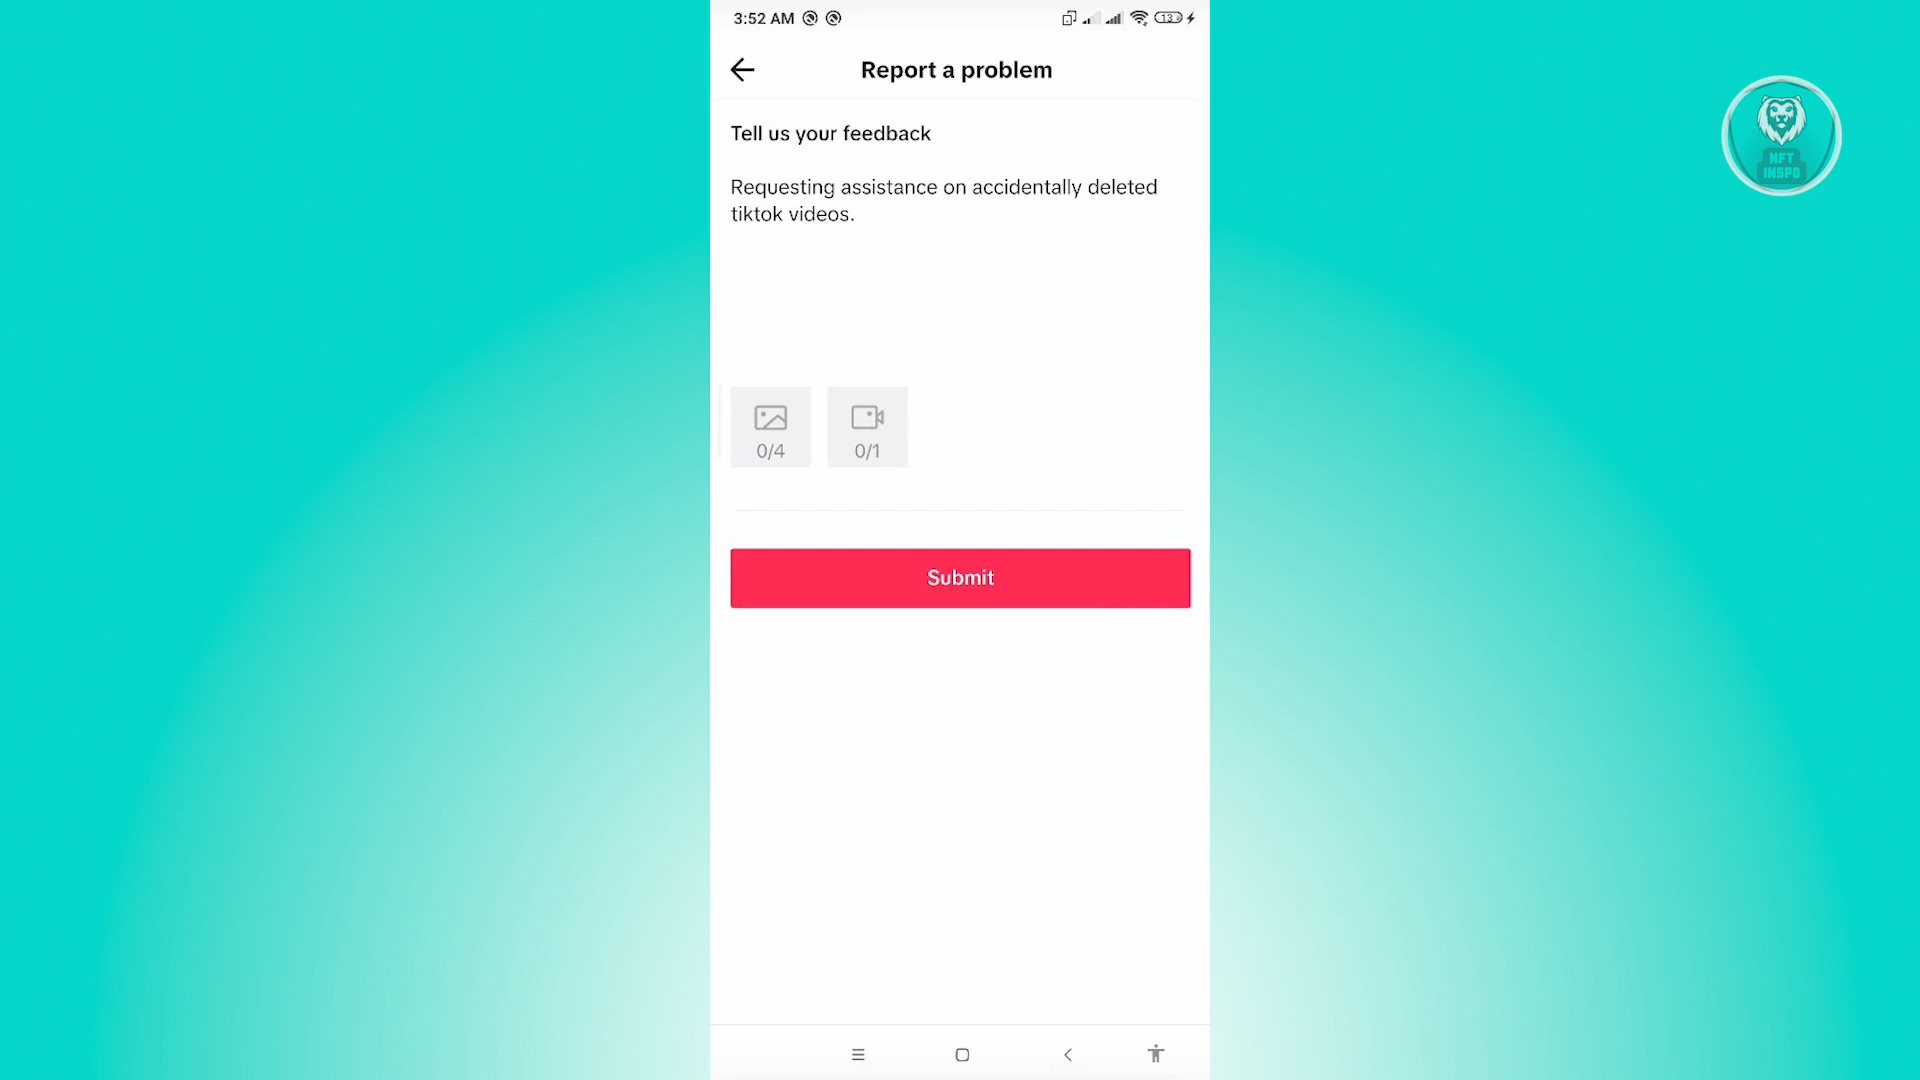 3:52 AM
13
Report a problem
Tell us your feedback
Requesting assistance on accidentally deleted
tiktok videos.
0/4
0/1
Submit
NFT
INSPO